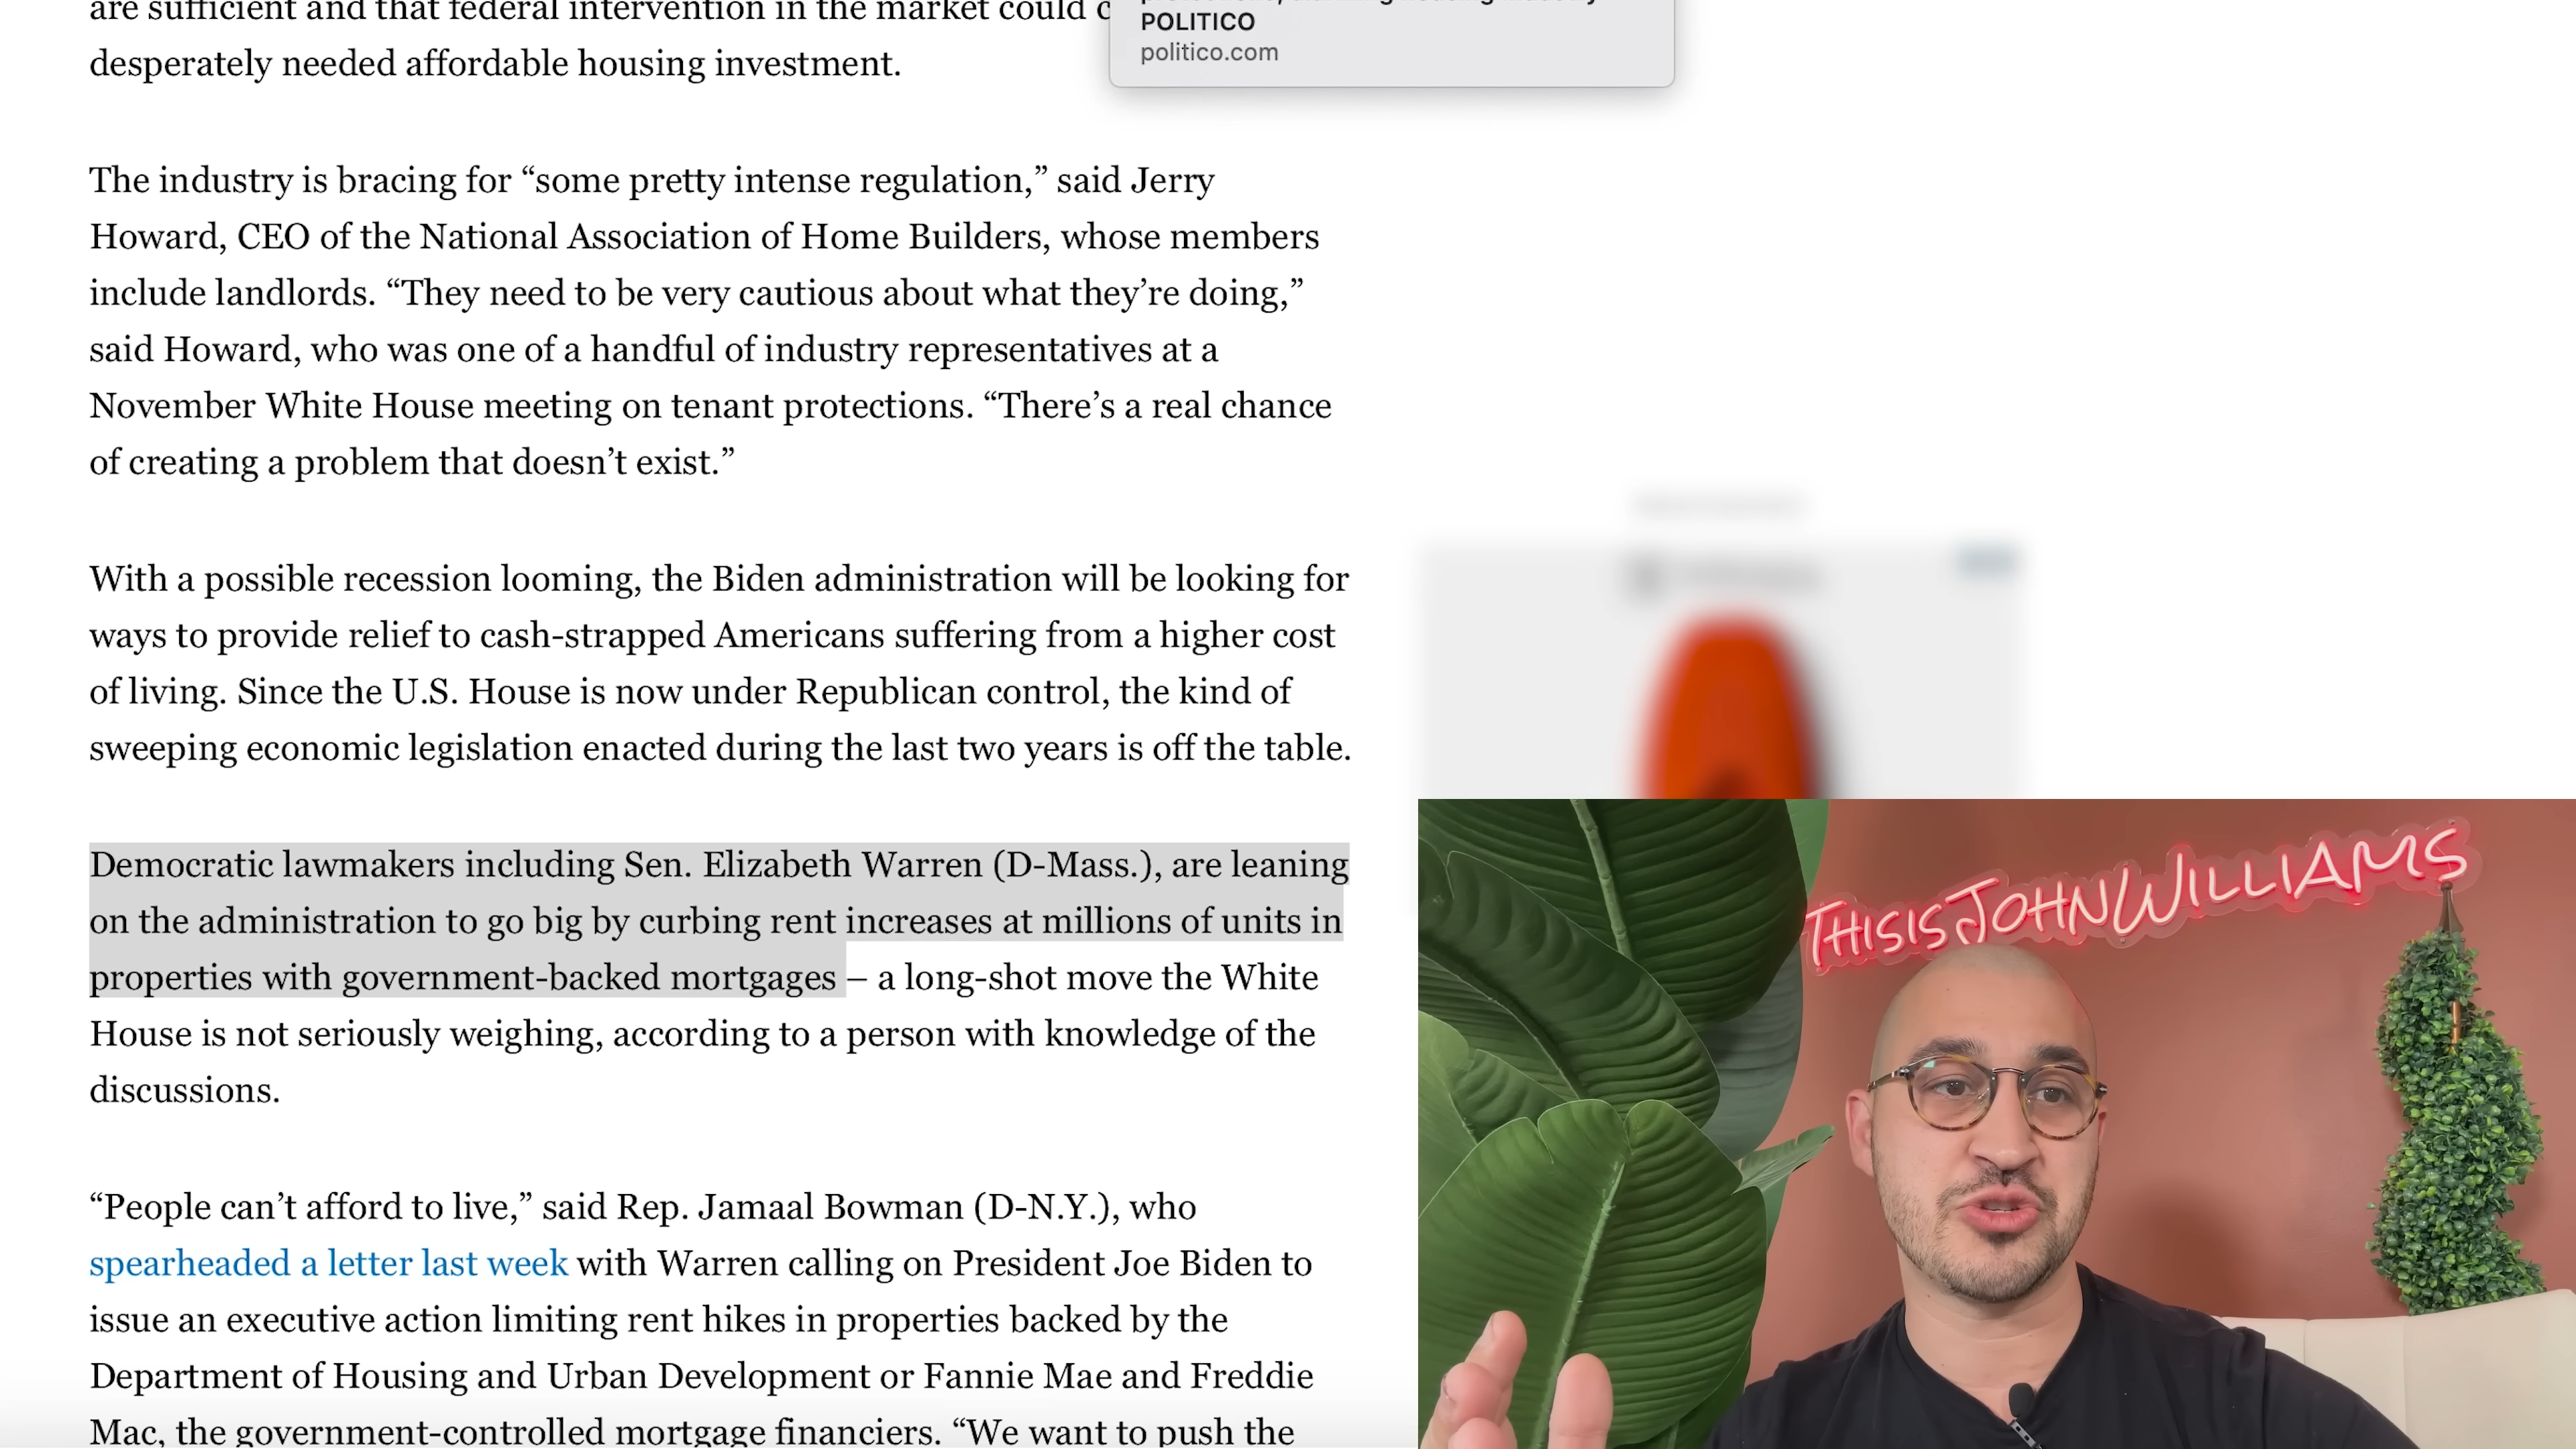 are sufficient and that federal intervention in the market could
desperately needed affordable housing investment.
POLITICO
politico.com
The industry is bracing for “some pretty intense regulation,” said Jerry
Howard, CEO of the National Association of Home Builders, whose members
include landlords. “They need to be very cautious about what they’re doing,”
said Howard, who was one of a handful of industry representatives at a
November White House meeting on tenant protections. “There’s a real chance
of creating a problem that doesn’t exist.”
With a possible recession looming, the Biden administration will be looking for
ways to provide relief to cash-strapped Americans suffering from a higher cost
of living. Since the U.S. House is now under Republican control, the kind of
sweeping economic legislation enacted during the last two years is off the table.
Democratic lawmakers including Sen. Elizabeth Warren (D-Mass.), are leaning
on the administration to go big by curbing rent increases at millions of units in
properties with government-backed mortgages – a long-shot move the White
House is not seriously weighing, according to a person with knowledge of the
discussions.
“People can’t afford to live,” said Rep. Jamaal Bowman (D-N.Y.), who
spearheaded a letter last week with Warren calling on President Joe Biden to
issue an executive action limiting rent hikes in properties backed by the
Department of Housing and Urban Development or Fannie Mae and Freddie
Mac, the government-controlled mortgage financiers. “We want to push the
THISISJOHNWILLIAMS